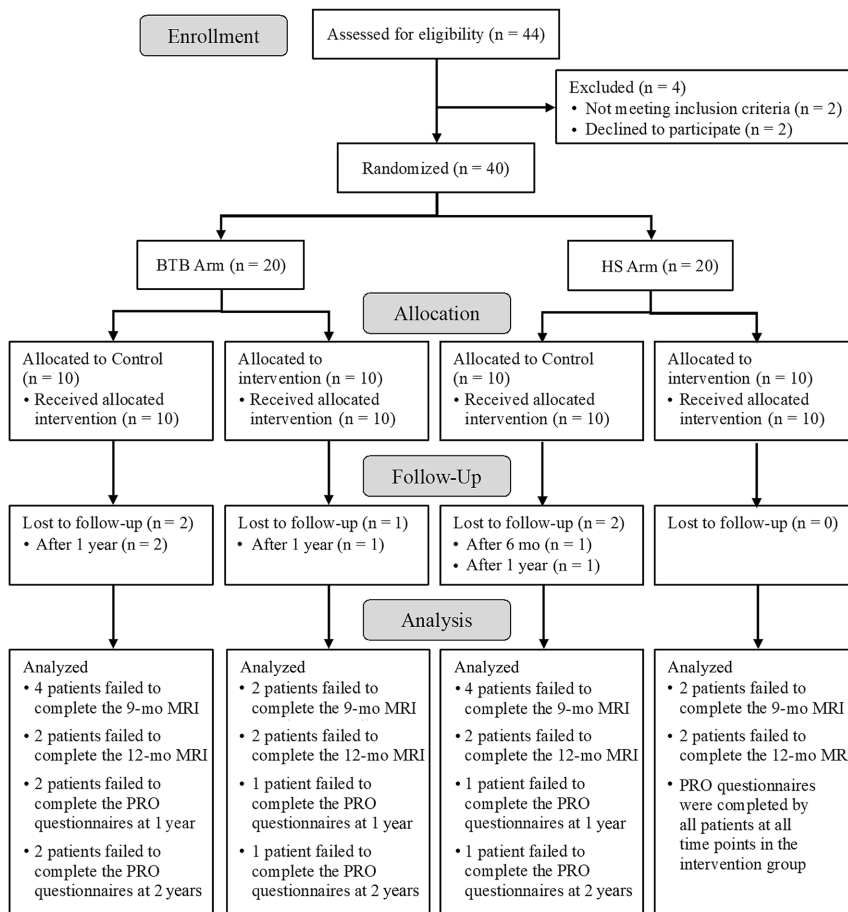 Enrollment
Assessed for eligibility (n = 44)
Excluded (n = 4)
• Not meeting inclusion criteria (n = 2)
• Declined to participate (n = 2)
Randomized (n = 40)
BTB Arm (n = 20)
HS Arm (n = 20)
Allocation
Allocated to Control
(n = 10)
• Received allocated
intervention (n = 10)
Allocated to
intervention (n = 10)
• Received allocated
intervention (n = 10)
Allocated to Control
(n = 10)
• Received allocated
intervention (n = 10)
Allocated to
intervention (n = 10)
• Received allocated
intervention (n = 10)
Follow-Up
Lost to follow-up (n = 2)
• After 1 year (n = 2)
Lost to follow-up (n = 1)
• After 1 year (n = 1)
Lost to follow-up (n = 2)
• After 6 mo (n = 1)
• After 1 year (n = 1)
Lost to follow-up (n = 0)
Analysis
Analyzed
• 4 patients failed to
complete the 9-mo MRI
• 2 patients failed to
complete the 12-mo MRI
• 2 patients failed to
complete the PRO
questionnaires at 1 year
• 2 patients failed to
complete the PRO
questionnaires at 2 years
Analyzed
• 2 patients failed to
complete the 9-mo MRI
• 2 patients failed to
complete the 12-mo MRI
• 1 patient failed to
complete the PRO
questionnaires at 1 year
• 1 patient failed to
complete the PRO
questionnaires at 2 years
Analyzed
• 4 patients failed to
complete the 9-mo MRI
• 2 patients failed to
complete the 12-mo MRI
• 1 patient failed to
complete the PRO
questionnaires at 1 year
• 1 patient failed to
complete the PRO
questionnaires at 2 years
Analyzed
• 2 patients failed to
complete the 9-mo MRI
• 2 patients failed to
complete the 12-mo MRI
• PRO questionnaires
were completed by
all patients at all
time points in the
intervention group